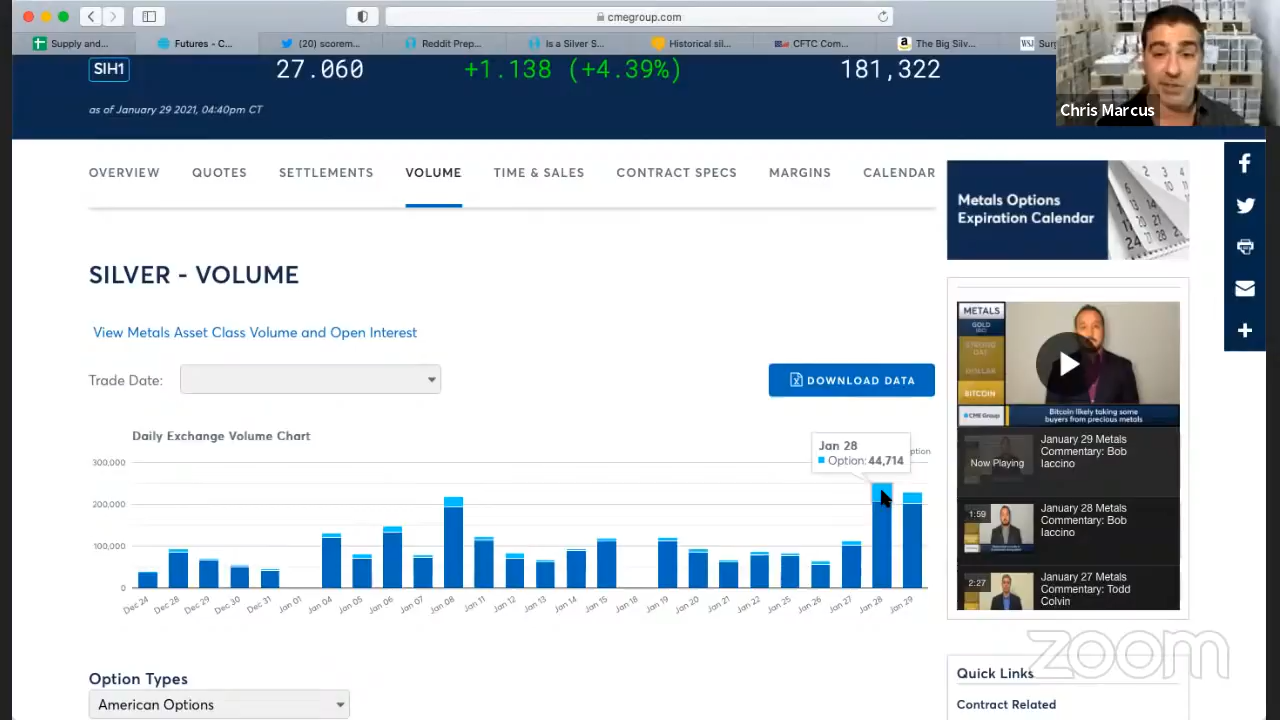 cmegroup.com
Supply and...
Futures - C...
(20) scorem...
Reddit Prep...
Is a Silver S...
Historical sil...
CFTC Com...
The Big Silv...
WSJ
SIH1
27.060
+1.138 (+4.39%)
181,322
as of January 29 2021, 04:40pm CT
Chris Marcus
OVERVIEW
QUOTES
SETTLEMENTS
VOLUME
TIME & SALES
CONTRACT SPECS
MARGINS
CALENDAR
Metals Options
Expiration Calendar
SILVER - VOLUME
View Metals Asset Class Volume and Open Interest
Trade Date:
DOWNLOAD DATA
Daily Exchange Volume Chart
Jan 28
Option: 44,714
300,000
200,000
100,000
0
Dec 24
Dec 28
Dec 29
Dec 30
Dec 31
Jan 01
Jan 04
Jan 06
Jan 07
Jan 08
Jan 11
Jan 12
Jan 13
Jan 14
Jan 15
Jan 18
Jan 19
Jan 20
Jan 21
Jan 22
Jan 25
Jan 26
Jan 27
Jan 28
Jan 29
METALS
GOLD
DOLLAR
BITCOIN
CME Group
Bitcoin likely taking some
buyers from precious metals
Now Playing
January 29 Metals
Commentary: Bob
Iaccino
1:59
January 28 Metals
Commentary: Bob
Iaccino
2:27
January 27 Metals
Commentary: Todd
Colvin
Option Types
American Options
Quick Links
Contract Related
zoom